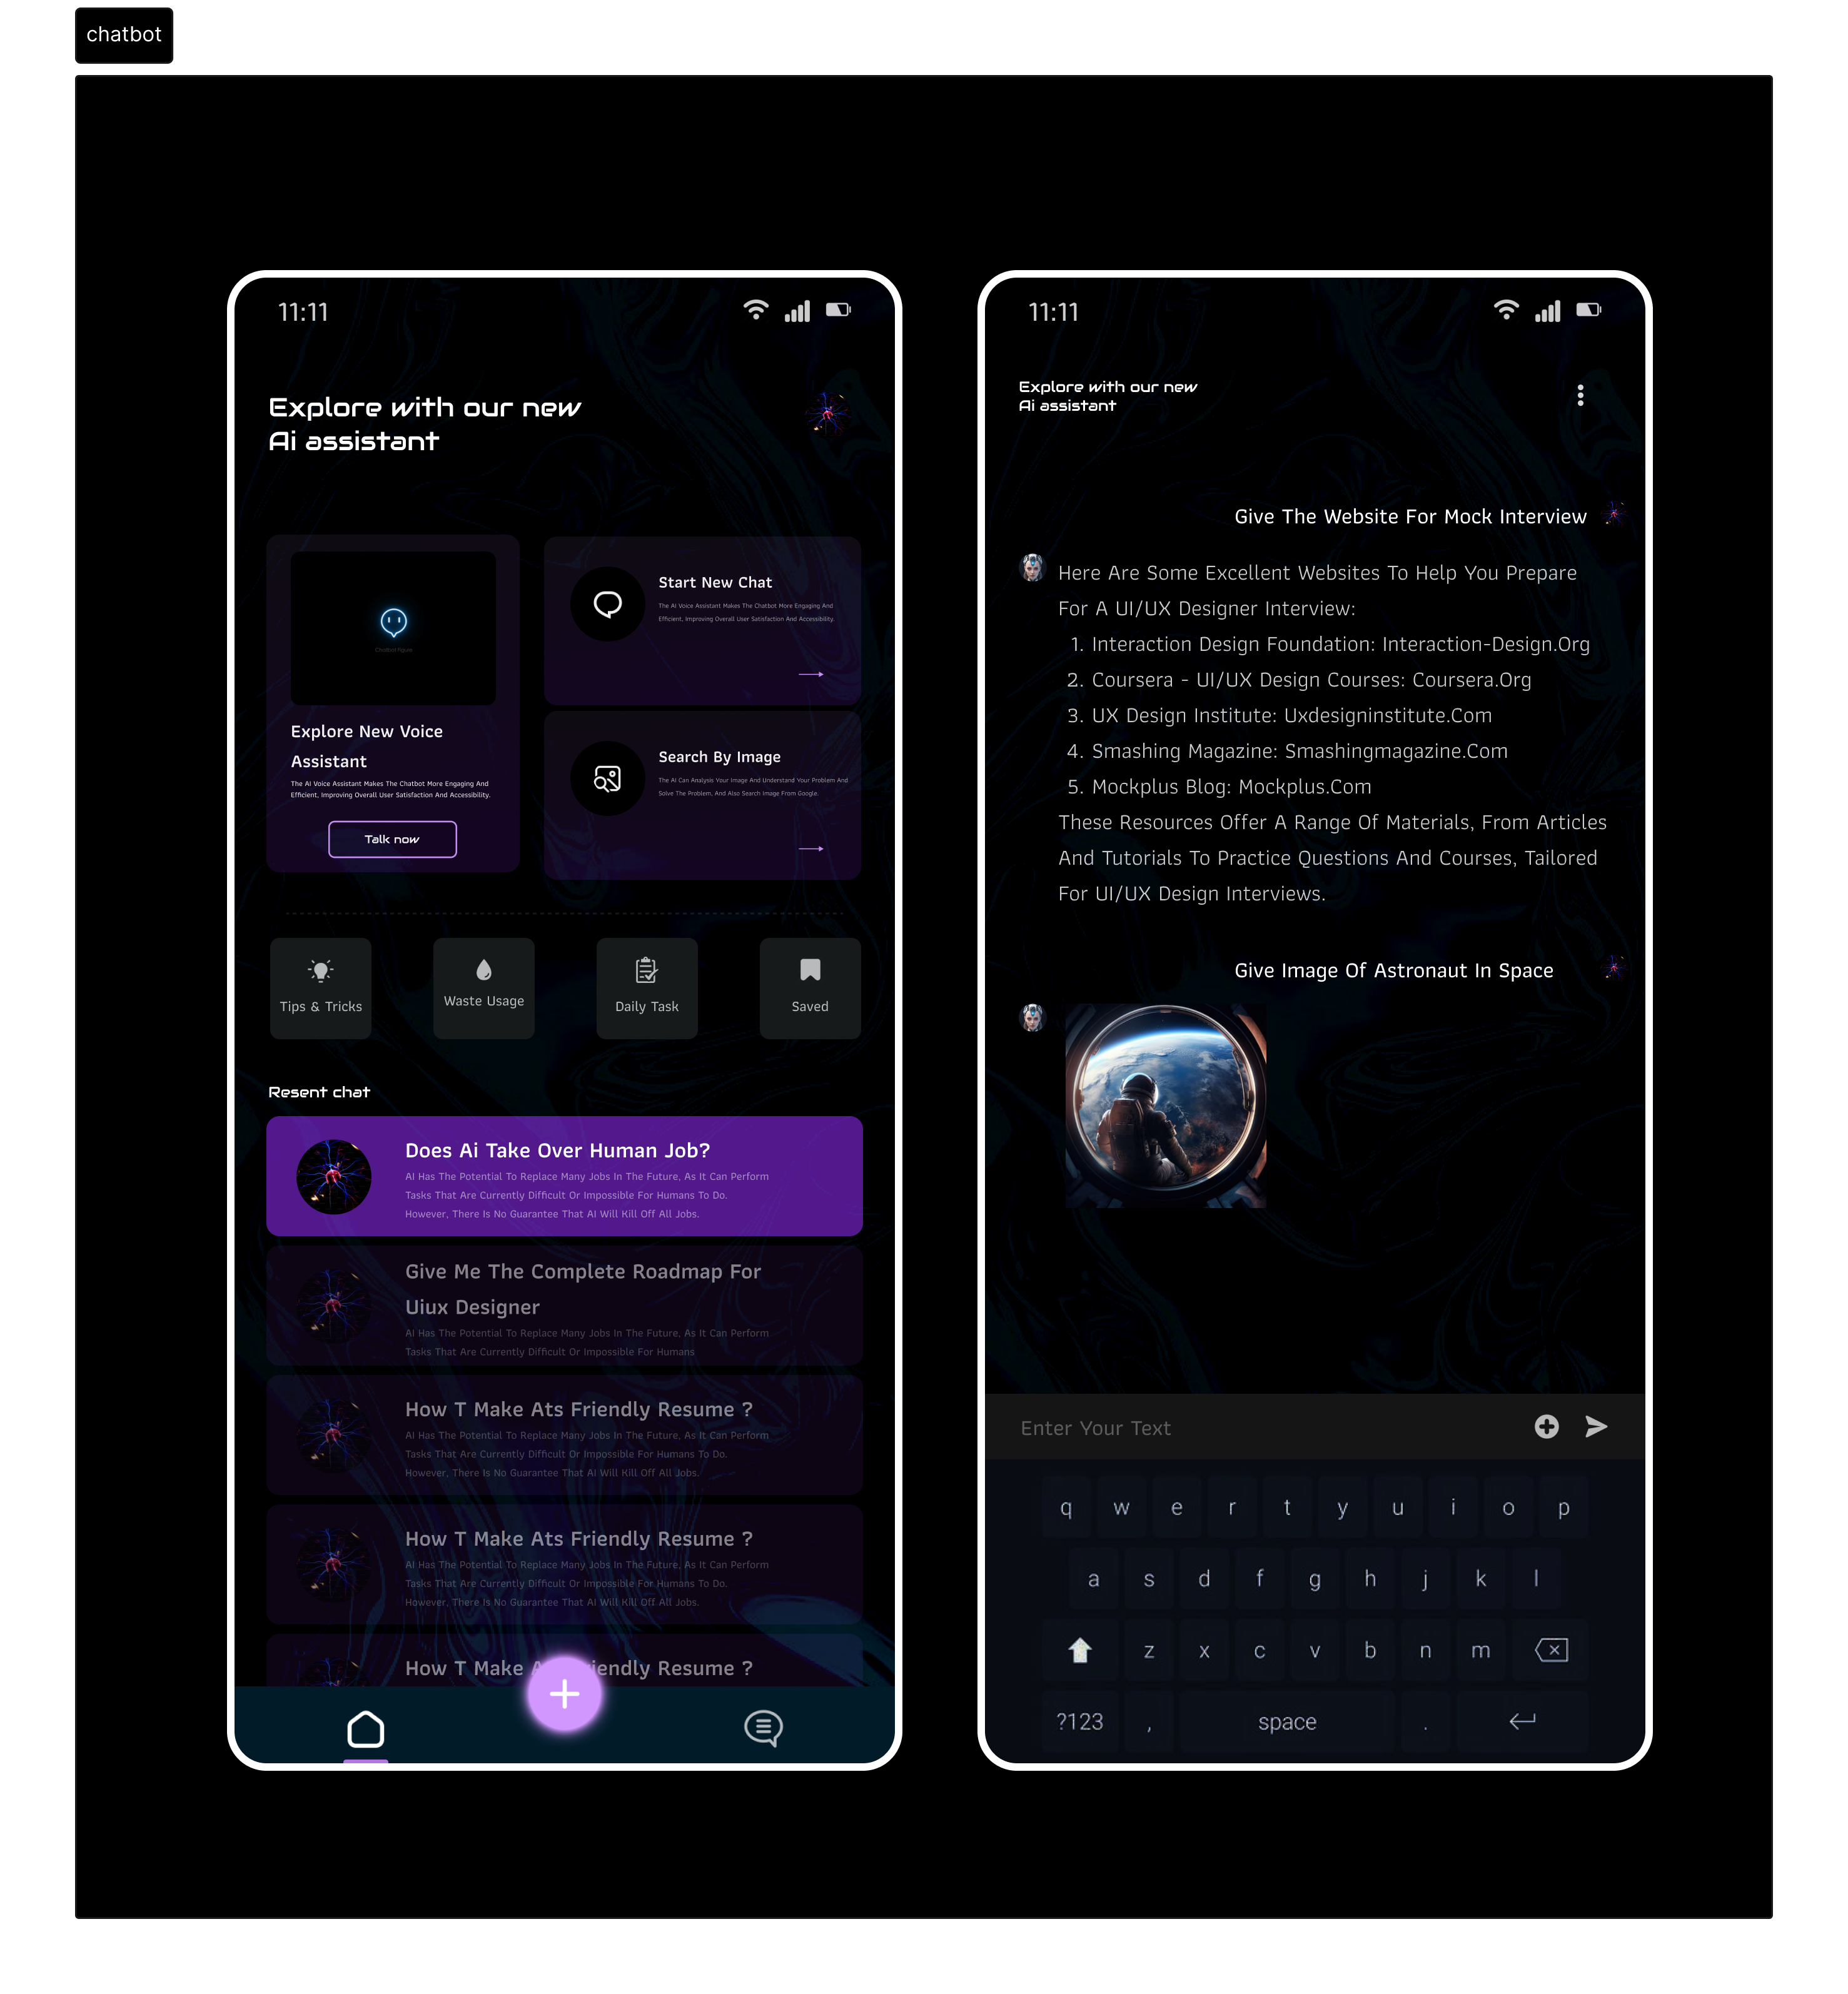 chatbot
11:11
Explore with our new
Ai assistant
Chatbot figure
Explore New Voice
Assistant
The AI Voice Assistant Makes The Chatbot More Engaging And
Efficient, Improving Overall User Satisfaction And Accessibility.
Talk now
Start New Chat
The AI Voice Assistant Makes The Chatbot More Engaging And
Efficient, Improving Overall User Satisfaction And Accessibility.
Search By Image
The AI Can Analysis Your Image And Understand Your Problem And
Solve The Problem, And Also Search Image From Google.
Tips & Tricks
Waste Usage
Daily Task
Saved
Resent chat
Does Ai Take Over Human Job?
AI Has The Potential To Replace Many Jobs In The Future, As It Can Perform
Tasks That Are Currently Difficult Or Impossible For Humans To Do.
However, There Is No Guarantee That AI Will Kill Off All Jobs.
Give Me The Complete Roadmap For
Uiux Designer
AI Has The Potential To Replace Many Jobs In The Future, As It Can Perform
Tasks That Are Currently Difficult Or Impossible For Humans
How T Make Ats Friendly Resume ?
AI Has The Potential To Replace Many Jobs In The Future, As It Can Perform
Tasks That Are Currently Difficult Or Impossible For Humans To Do.
However, There Is No Guarantee That AI Will Kill Off All Jobs.
How T Make Ats Friendly Resume ?
AI Has The Potential To Replace Many Jobs In The Future, As It Can Perform
Tasks That Are Currently Difficult Or Impossible For Humans To Do.
However, There Is No Guarantee That AI Will Kill Off All Jobs.
How T Make iendly Resume ?
11:11
Explore with our new
Ai assistant
Give The Website For Mock Interview
Here Are Some Excellent Websites To Help You Prepare
For A UI/UX Designer Interview:
1. Interaction Design Foundation: Interaction-Design.Org
2. Coursera - UI/UX Design Courses: Coursera.Org
3. UX Design Institute: Uxdesigninstitute.Com
4. Smashing Magazine: Smashingmagazine.Com
5. Mockplus Blog: Mockplus.Com
These Resources Offer A Range Of Materials, From Articles
And Tutorials To Practice Questions And Courses, Tailored
For UI/UX Design Interviews.
Give Image Of Astronaut In Space
Enter Your Text
q w e r t y u i o p
a s d f g h j k l
z x c v b n m
?123 , space .